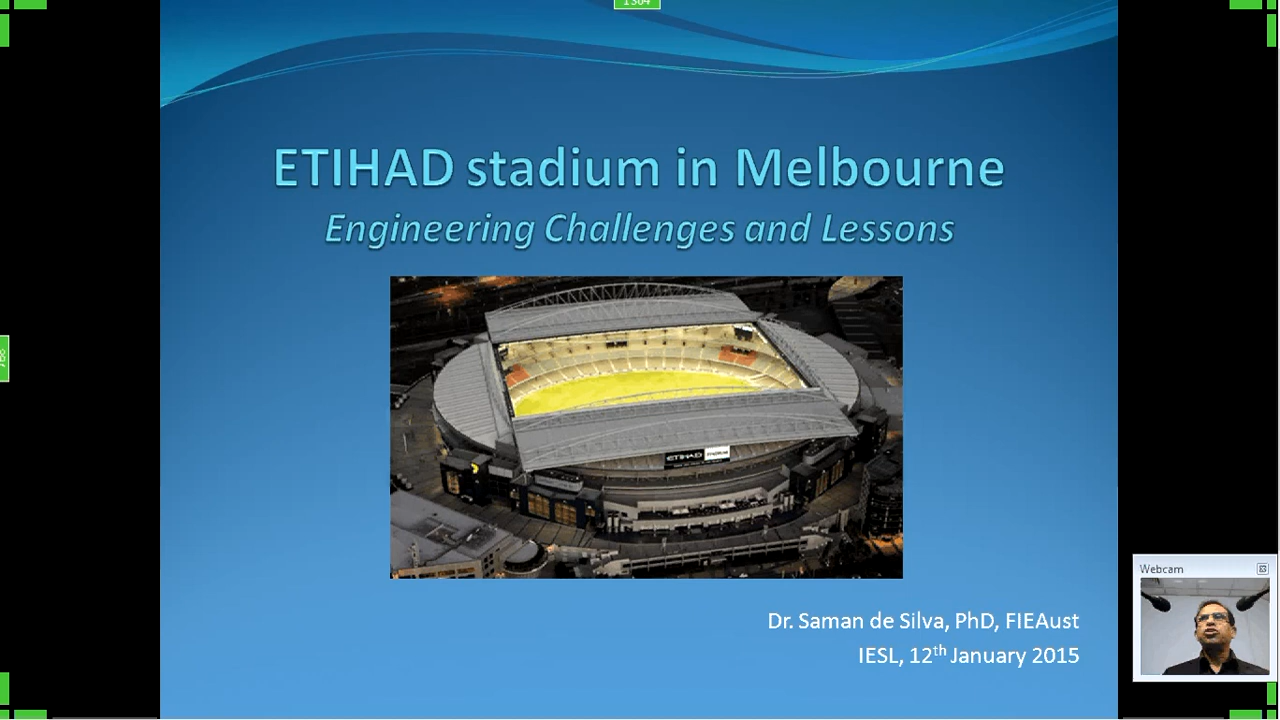 ETIHAD stadium in Melbourne
Engineering Challenges and Lessons
ETIHAD STADIUM
Dr. Saman de Silva, PhD, FIEAust
IESL, 12th January 2015
Webcam